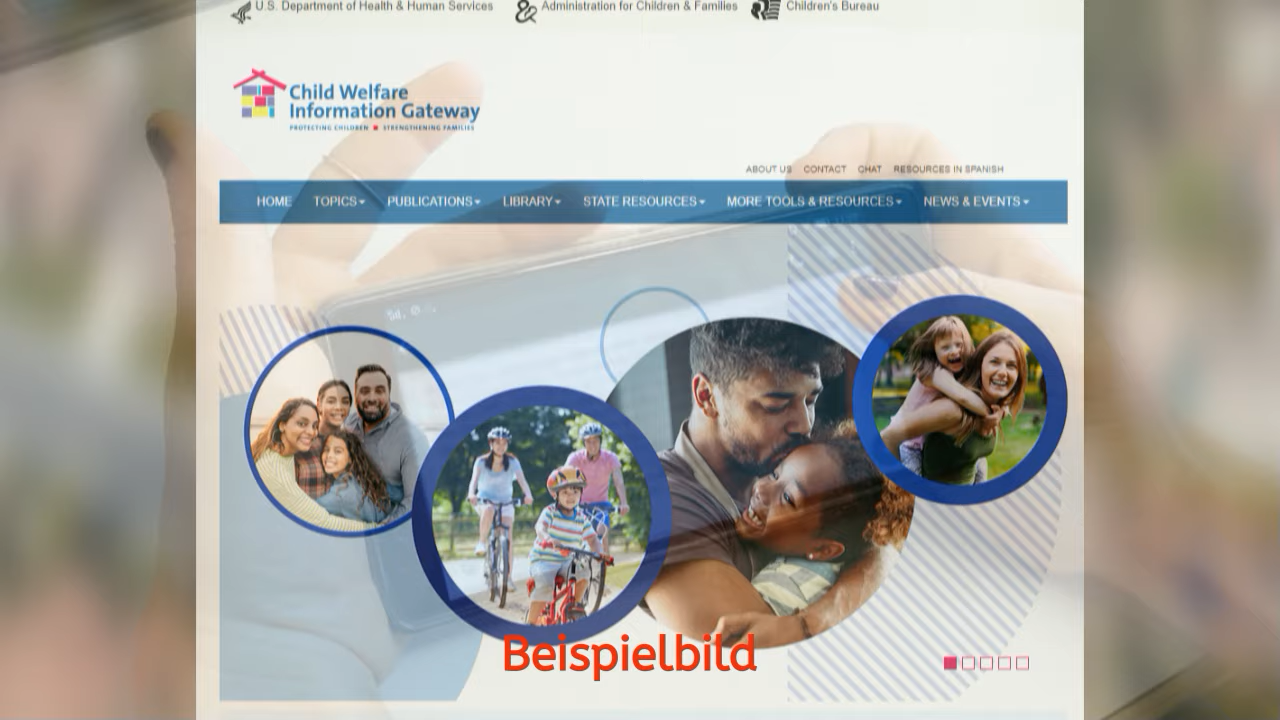 U.S. Department of Health & Human Services
Administration for Children & Families
Children's Bureau
Child Welfare
Information Gateway
PROTECTING CHILDREN ■ STRENGTHENING FAMILIES
ABOUT US CONTACT CHAT RESOURCES IN SPANISH
HOME TOPICS PUBLICATIONS LIBRARY STATE RESOURCES MORE TOOLS & RESOURCES NEWS & EVENTS
Beispielbild